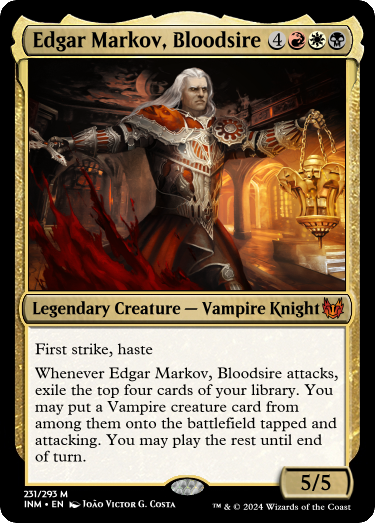 Edgar Markov, Bloodsire 4
Legendary Creature — Vampire Knight
First strike, haste
Whenever Edgar Markov, Bloodsire attacks,
exile the top four cards of your library. You
may put a Vampire creature card from
among them onto the battlefield tapped and
attacking. You may play the rest until end
of turn.
5/5
231/293 M
INM • EN João Victor G. Costa
™ & © 2024 Wizards of the Coast